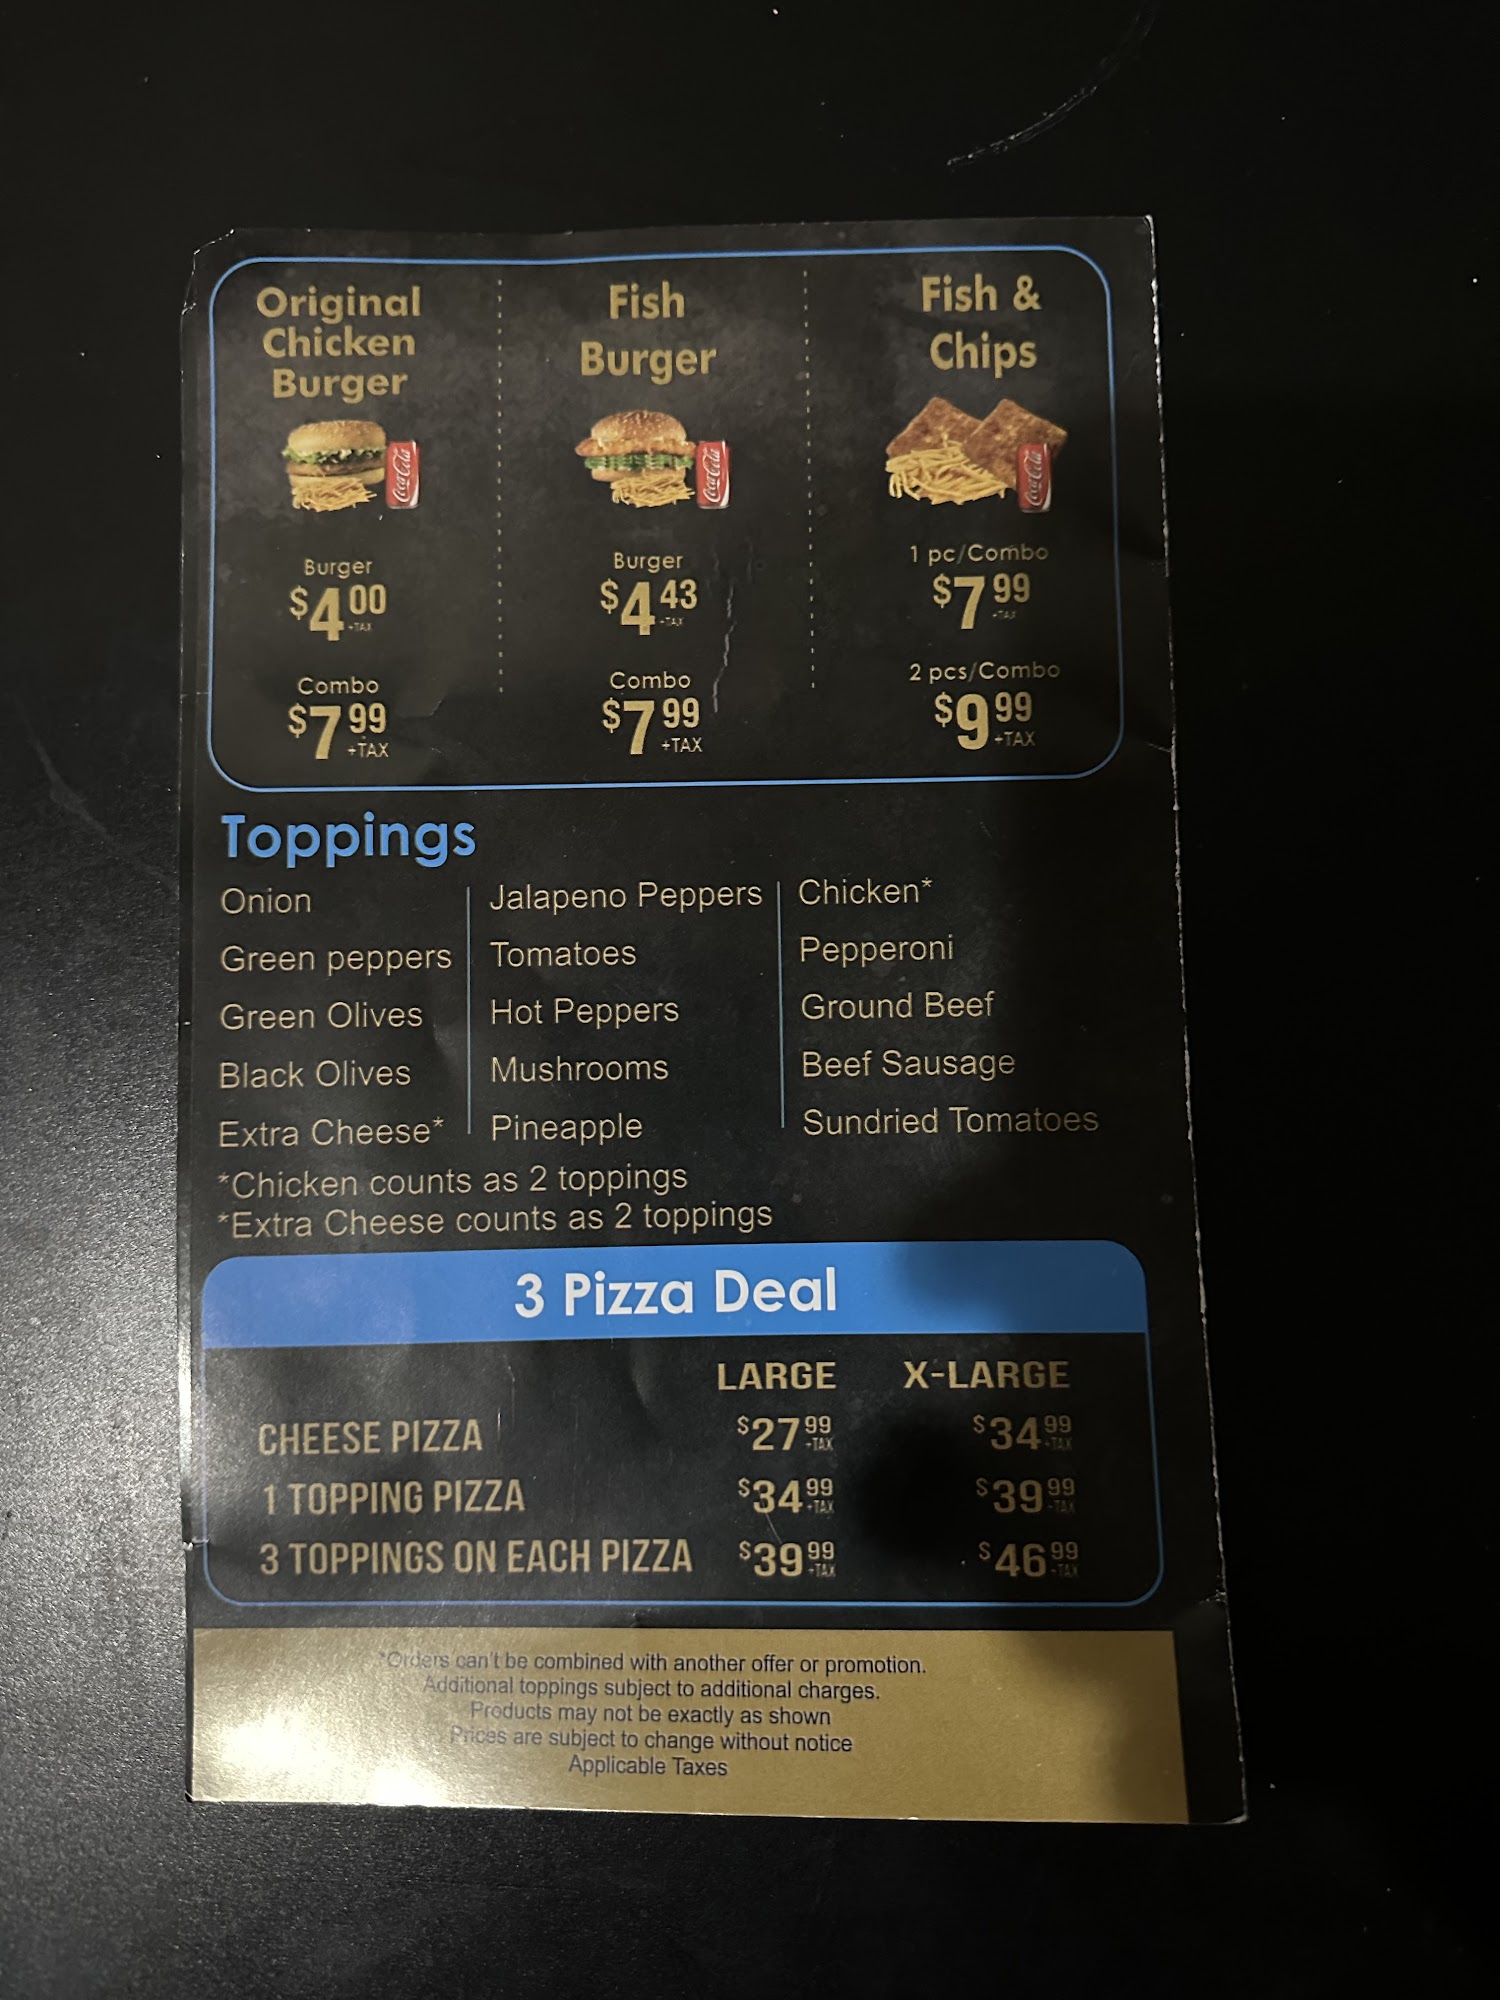 Original
Chicken
Burger
Coca-Cola
Burger
$4.00
+TAX
Combo
$7.99
+TAX
Fish
Burger
Coca-Cola
Burger
$4.43
+TAX
Combo
$7.99
+TAX
Fish &
Chips
Coca-Cola
1 pc/Combo
$7.99
+TAX
2 pcs/Combo
$9.99
+TAX
Toppings
Onion
Green peppers
Green Olives
Black Olives
Extra Cheese*
Jalapeno Peppers
Tomatoes
Hot Peppers
Mushrooms
Pineapple
Chicken*
Pepperoni
Ground Beef
Beef Sausage
Sundried Tomatoes
*Chicken counts as 2 toppings
*Extra Cheese counts as 2 toppings
3 Pizza Deal
LARGE X-LARGE
CHEESE PIZZA $27.99 +TAX $34.99 +TAX
1 TOPPING PIZZA $34.99 +TAX $39.99 +TAX
3 TOPPINGS ON EACH PIZZA $39.99 +TAX $46.99 +TAX
*Orders can't be combined with another offer or promotion.
Additional toppings subject to additional charges.
Products may not be exactly as shown
Prices are subject to change without notice
Applicable Taxes